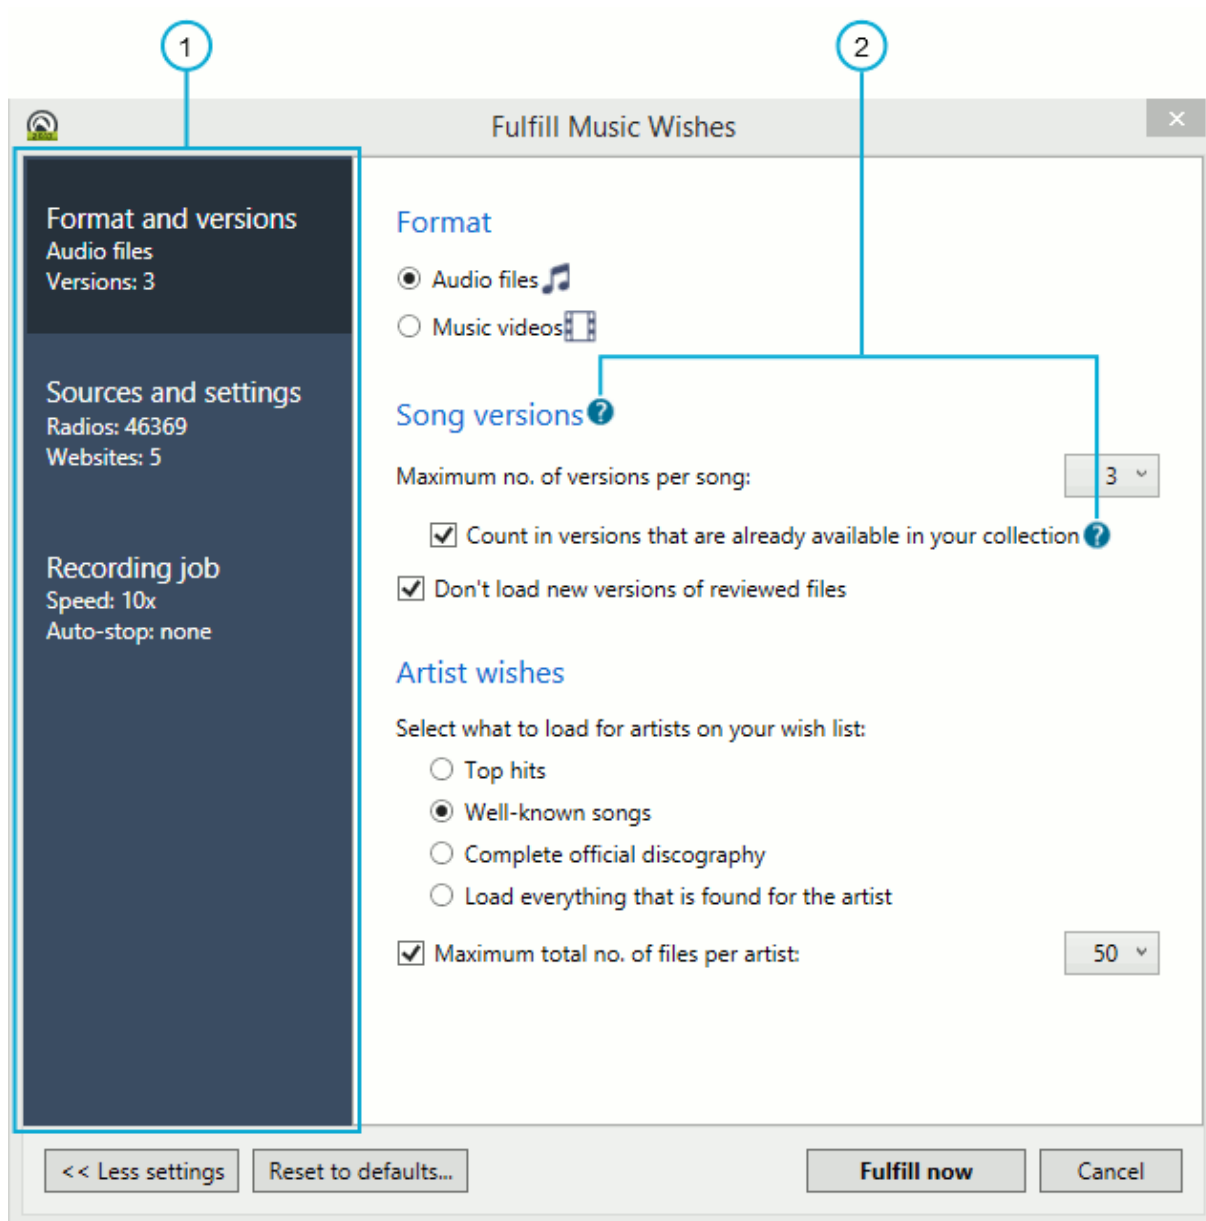 1
2
Fulfill Music Wishes
Format and versions
Audio files
Versions: 3
Sources and settings
Radios: 46369
Websites: 5
Recording job
Speed: 10x
Auto-stop: none
Format
Audio files
Music videos
Song versions ?
Maximum no. of versions per song: 3
Count in versions that are already available in your collection ?
Don't load new versions of reviewed files
Artist wishes
Select what to load for artists on your wish list:
Top hits
Well-known songs
Complete official discography
Load everything that is found for the artist
Maximum total no. of files per artist: 50
<< Less settings
Reset to defaults...
Fulfill now
Cancel